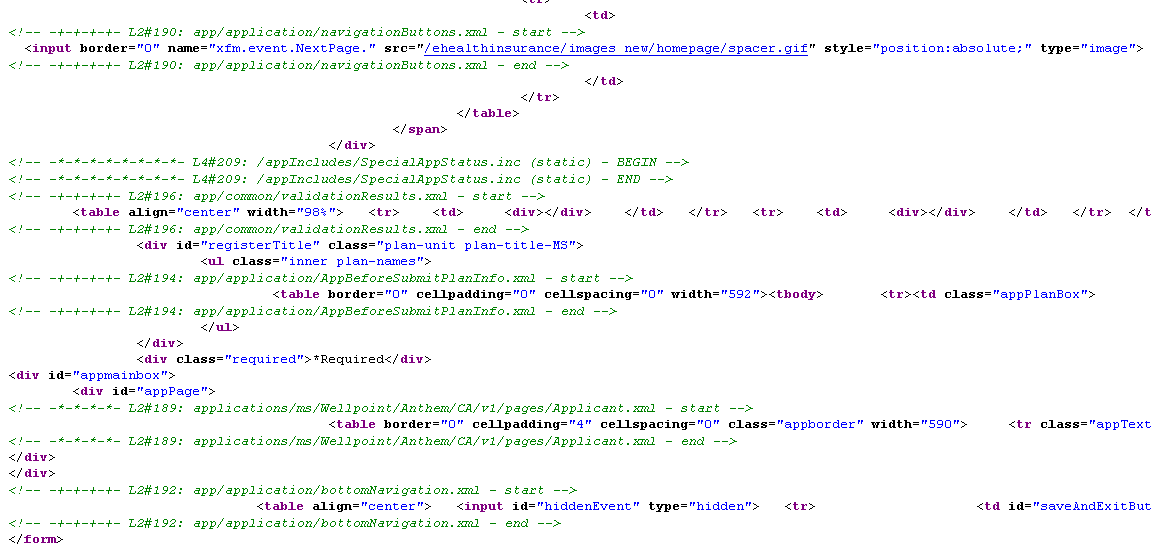 <tr>
<td>
<!-- -+-+-+-+- L2#190: app/application/navigationButtons.xml - start -->
<input border="0" name="xfm.event.NextPage." src="/ehealthinsurance/images_new/homepage/spacer.gif" style="position:absolute;" type="image">
<!-- -+-+-+-+- L2#190: app/application/navigationButtons.xml - end -->
</td>
</tr>
</table>
</span>
</div>
<!-- -*-*-*-*-*-*-*-*- L4#209: /appIncludes/SpecialAppStatus.inc (static) - BEGIN -->
<!-- -*-*-*-*-*-*-*-*- L4#209: /appIncludes/SpecialAppStatus.inc (static) - END -->
<!-- -+-+-+-+- L2#196: app/common/validationResults.xml - start -->
<table align="center" width="98%"> <tr> <td> <div></div> </td> </tr> <tr> <td> <div></div> </td> </tr> </t
<!-- -+-+-+-+- L2#196: app/common/validationResults.xml - end -->
<div id="registerTitle" class="plan-unit plan-title-MS">
<ul class="inner plan-names">
<!-- -+-+-+-+- L2#194: app/application/AppBeforeSubmitPlanInfo.xml - start -->
<table border="0" cellpadding="0" cellspacing="0" width="592"><tbody> <tr><td class="appPlanBox">
<!-- -+-+-+-+- L2#194: app/application/AppBeforeSubmitPlanInfo.xml - end -->
</ul>
</div>
<div class="required">*Required</div>
<div id="appmainbox">
<div id="appPage">
<!-- -*-*-*-*- L2#189: applications/ms/Wellpoint/Anthem/CA/v1/pages/Applicant.xml - start -->
<table border="0" cellpadding="4" cellspacing="0" class="appborder" width="590"> <tr class="appText
<!-- -*-*-*-*- L2#189: applications/ms/Wellpoint/Anthem/CA/v1/pages/Applicant.xml - end -->
</div>
</div>
<!-- -+-+-+-+- L2#192: app/application/bottomNavigation.xml - start -->
<table align="center"> <input id="hiddenEvent" type="hidden"> <tr> <td id="saveAndExitBut
<!-- -+-+-+-+- L2#192: app/application/bottomNavigation.xml - end -->
</form>